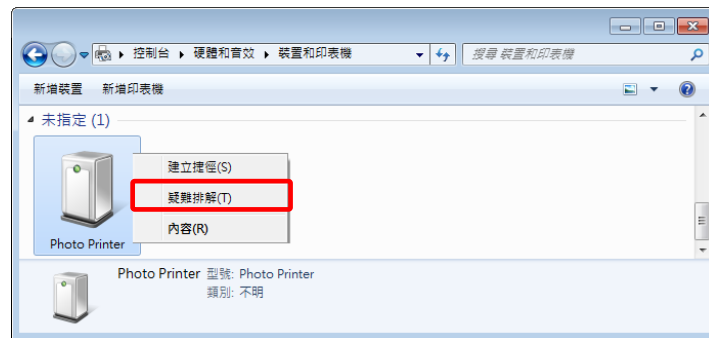 控制台 ▸ 硬體和音效 ▸ 裝置和印表機
搜尋 裝置和印表機
新增裝置 新增印表機
未指定 (1)
建立捷徑(S)
疑難排解(T)
內容(R)
Photo Printer
Photo Printer 型號: Photo Printer
類別: 不明